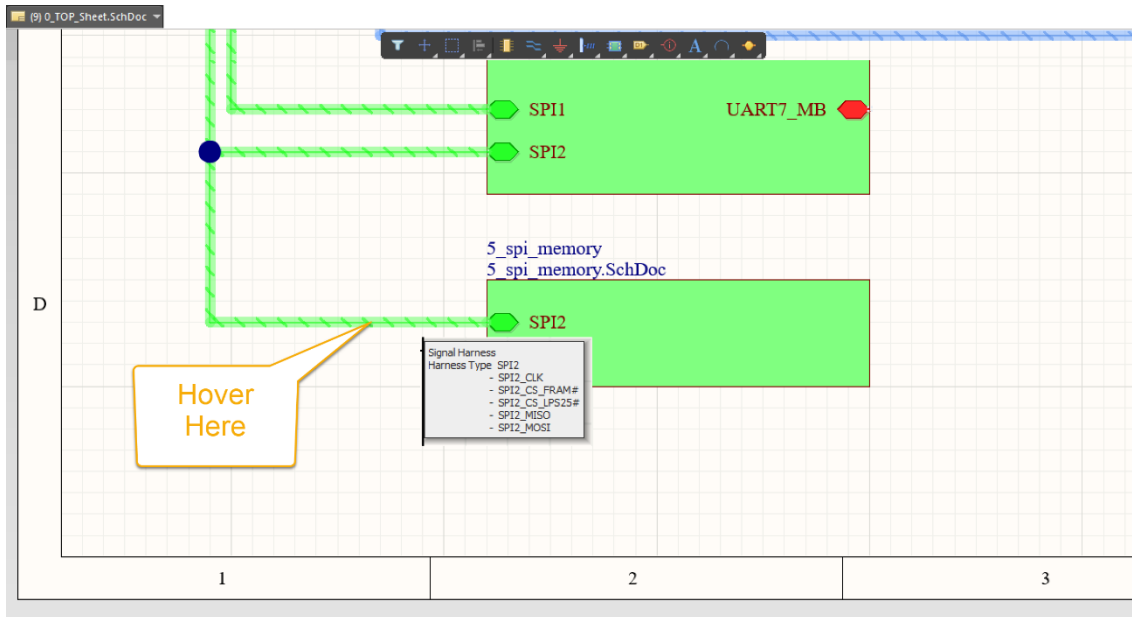 (9) 0_TOP_Sheet.SchDoc
SPI1
UART7_MB
SPI2
5_spi_memory
5_spi_memory.SchDoc
D
SPI2
Signal Harness
Harness Type SPI2
- SPI2_CLK
- SPI2_CS_FRAM#
- SPI2_CS_LPS25#
- SPI2_MISO
- SPI2_MOSI
Hover
Here
1
2
3